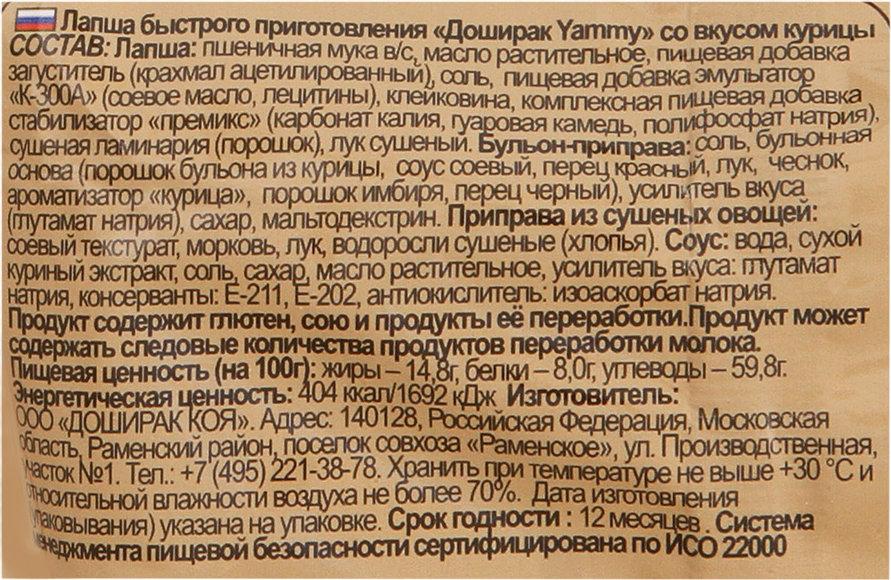 Лапша быстрого приготовления «Доширак Yammy» со вкусом курицы
СОСТАВ: Лапша: пшеничная мука в/с, масло растительное, пищевая добавка
загуститель (крахмал ацетилированный), соль, пищевая добавка эмульгатор
«К-300А» (соевое масло, лецитины), клейковина, комплексная пищевая добавка
стабилизатор «премикс» (карбонат калия, гуаровая камедь, полифосфат натрия),
сушеная ламинария (порошок), лук сушеный. Бульон-приправа: соль, бульонная
основа (порошок бульона из курицы, соус соевый, перец красный, лук, чеснок,
ароматизатор «курица», порошок имбиря, перец черный), усилитель вкуса
(глутамат натрия), сахар, мальтодекстрин. Приправа из сушеных овощей:
соевый текстурат, морковь, лук, водоросли сушеные (хлопья). Соус: вода, сухой
куриный экстракт, соль, сахар, масло растительное, усилитель вкуса: глутамат
натрия, консерванты: Е-211, Е-202, антиокислитель: изоаскорбат натрия.
Продукт содержит глютен, сою и продукты её переработки.Продукт может
содержать следовые количества продуктов переработки молока.
Пищевая ценность (на 100г): жиры – 14,8г, белки – 8,0г, углеводы – 59,8г.
Энергетическая ценность: 404 ккал/1692 кДж Изготовитель:
ООО «ДОШИРАК КОЯ». Адрес: 140128, Российская Федерация, Московская
область, Раменский район, поселок совхоза «Раменское», ул. Производственная,
участок №1. Тел.: +7 (495) 221-38-78. Хранить при температуре не выше +30 °С и
относительной влажности воздуха не более 70%. Дата изготовления
(упаковывания) указана на упаковке. Срок годности : 12 месяцев . Система
менеджмента пищевой безопасности сертифицирована по ИСО 22000